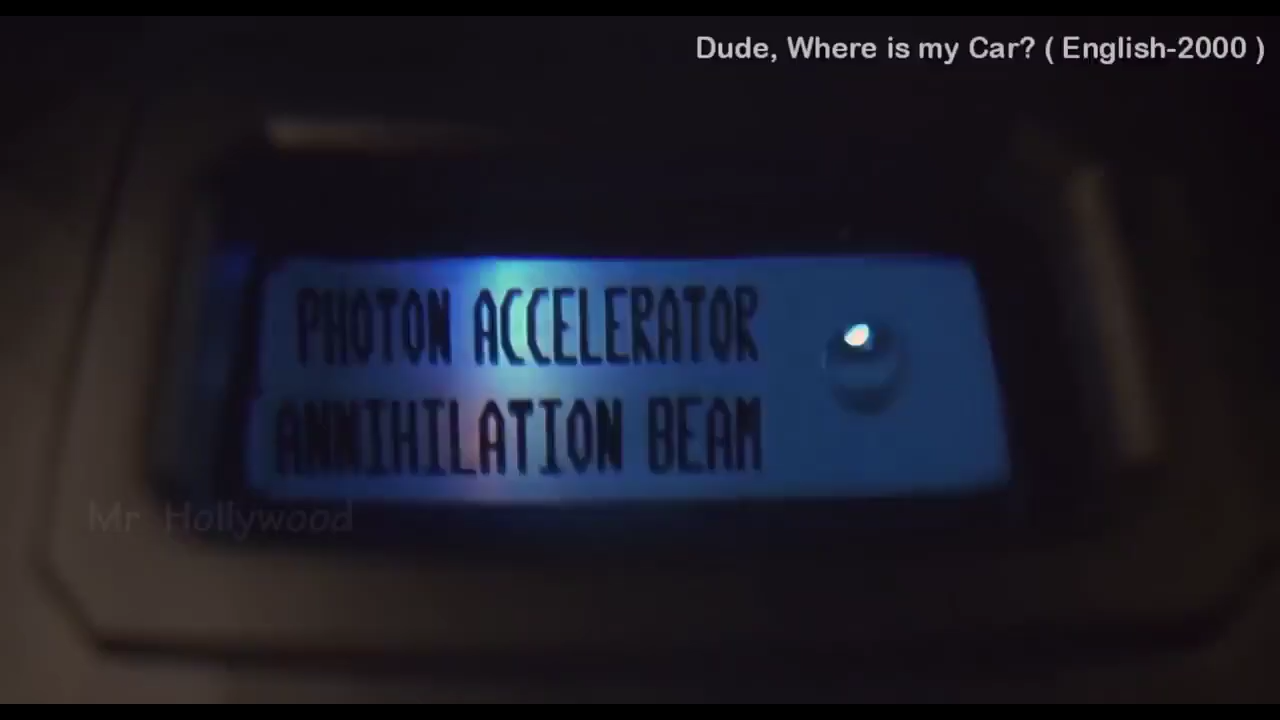 Dude, Where is my Car? ( English-2000 )
PHOTON ACCELERATOR
ANNIHILATION BEAM
Mr Hollywood